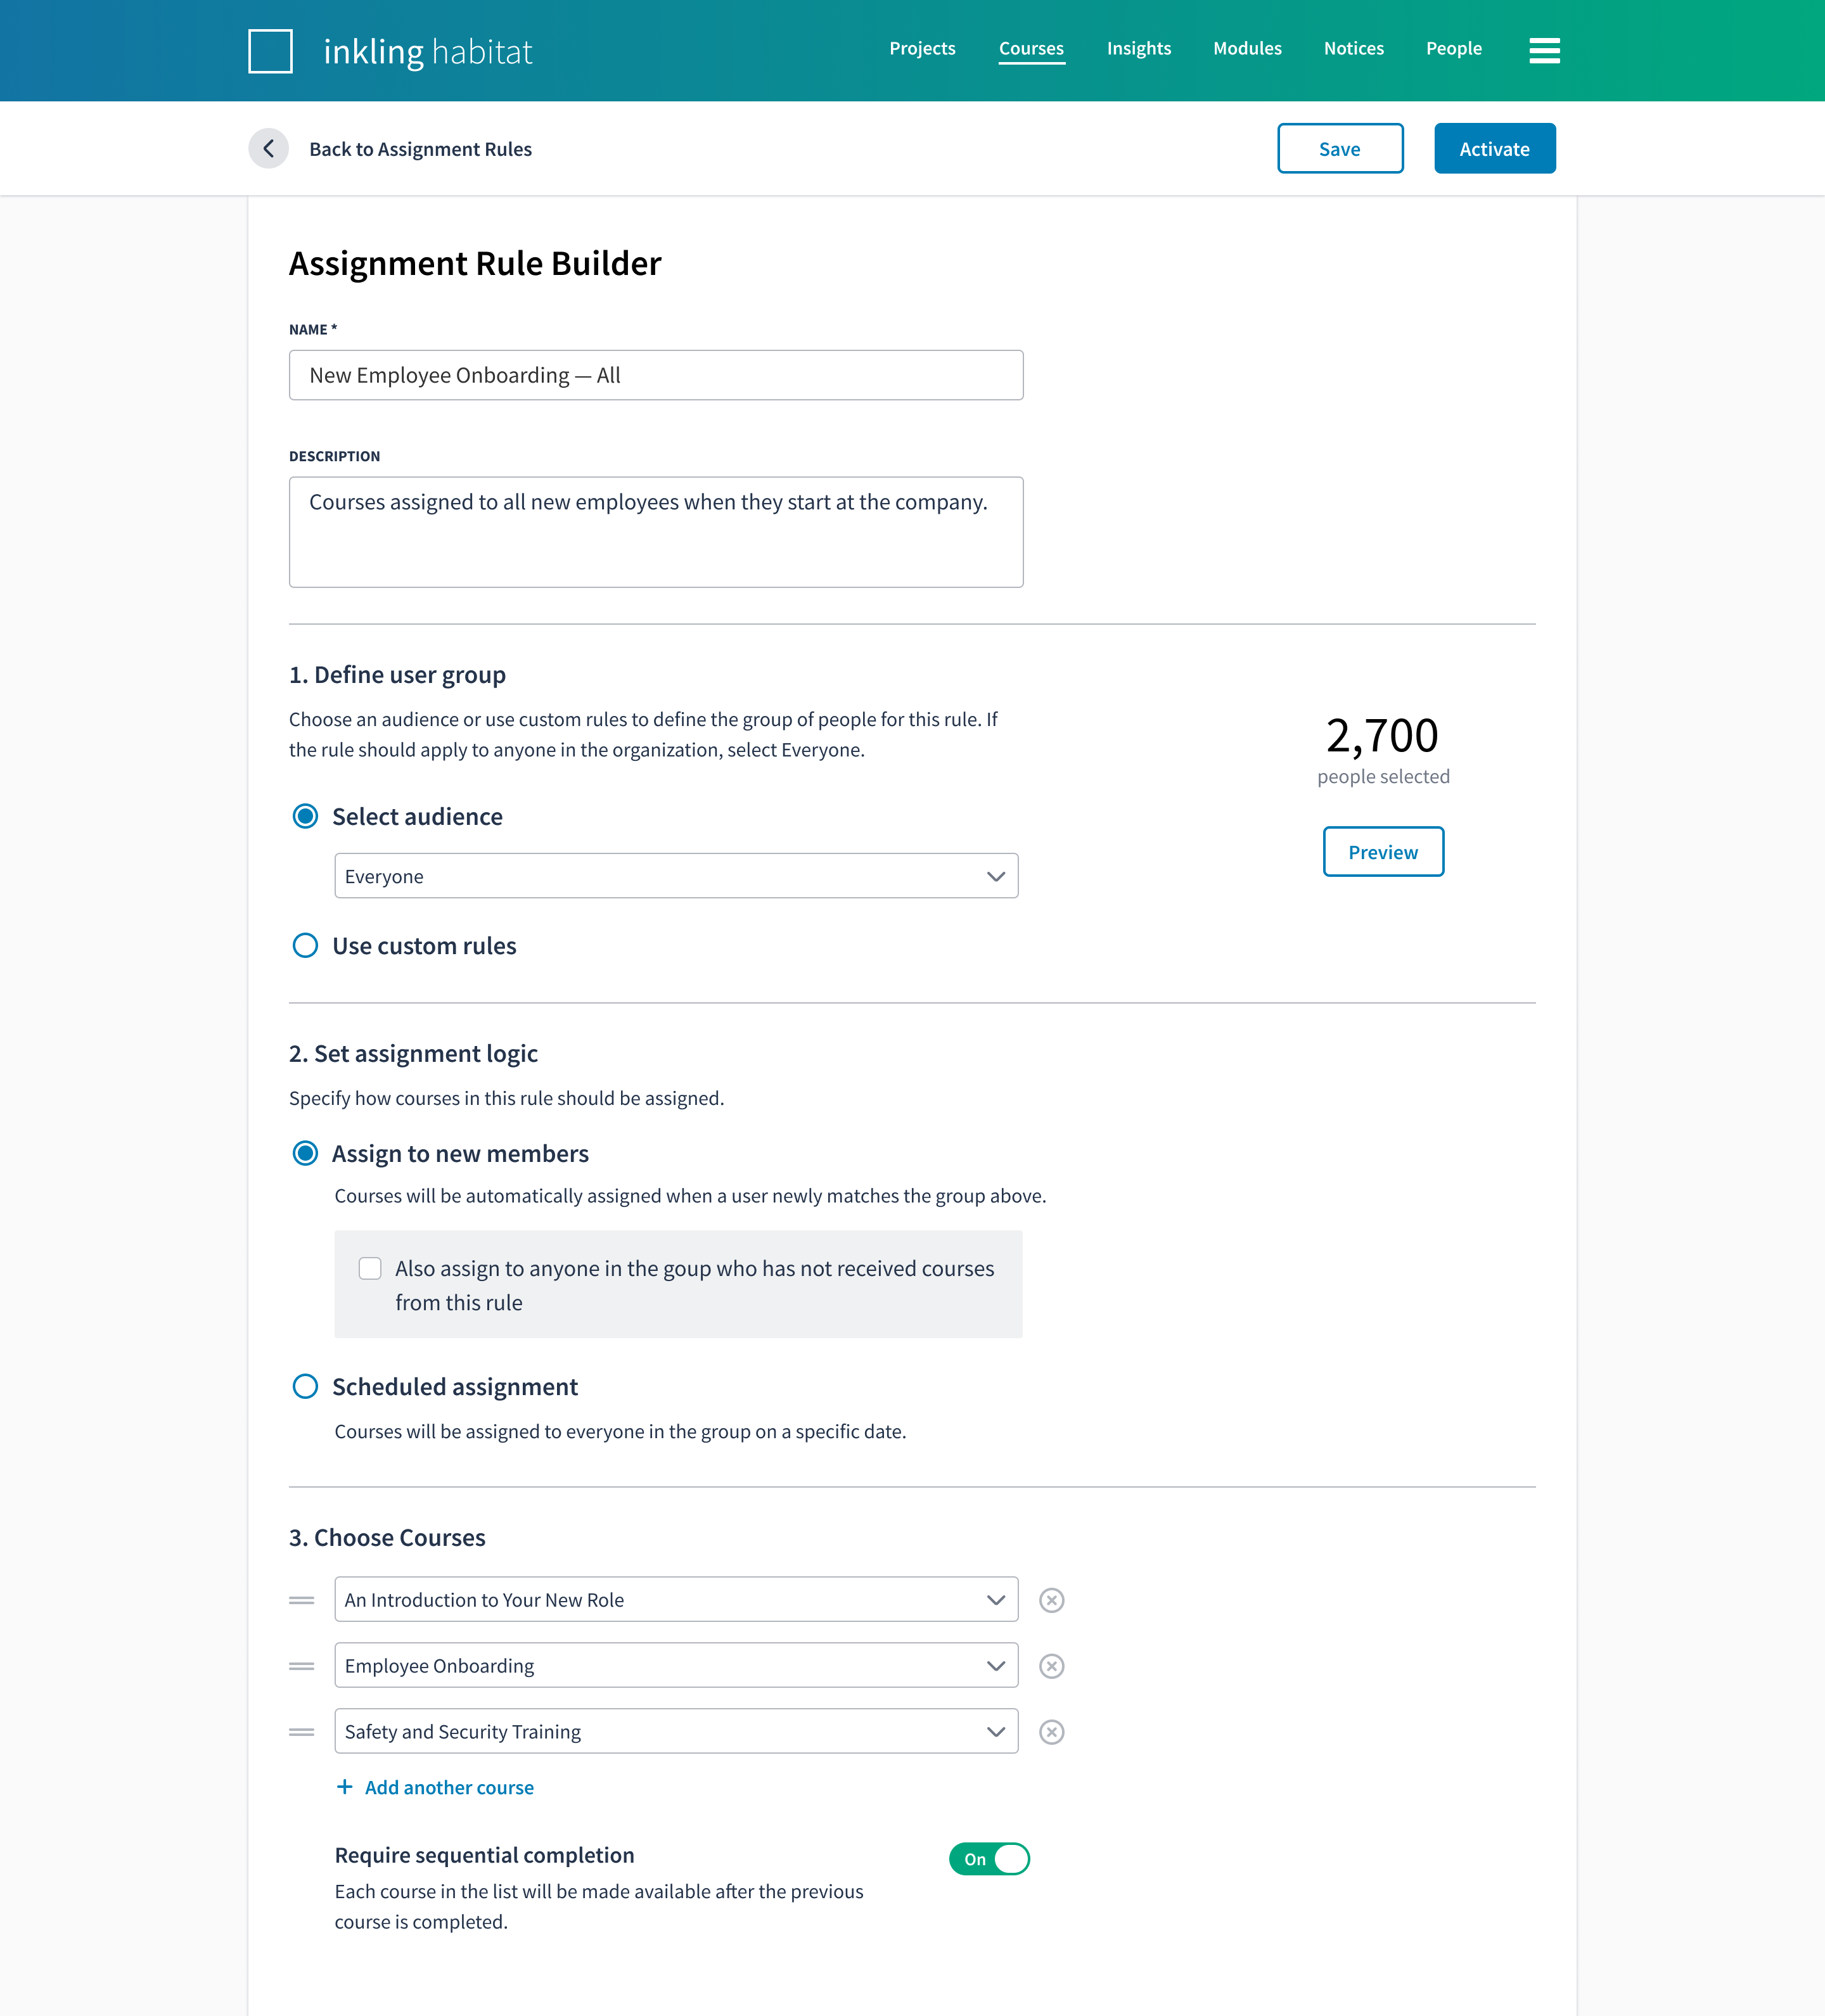 inkling habitat
Projects
Courses
Insights
Modules
Notices
People
Back to Assignment Rules
Save
Activate
Assignment Rule Builder
NAME *
New Employee Onboarding — All
DESCRIPTION
Courses assigned to all new employees when they start at the company.
1. Define user group
Choose an audience or use custom rules to define the group of people for this rule. If
the rule should apply to anyone in the organization, select Everyone.
2,700
people selected
Preview
Select audience
Everyone
Use custom rules
2. Set assignment logic
Specify how courses in this rule should be assigned.
Assign to new members
Courses will be automatically assigned when a user newly matches the group above.
Also assign to anyone in the goup who has not received courses
from this rule
Scheduled assignment
Courses will be assigned to everyone in the group on a specific date.
3. Choose Courses
An Introduction to Your New Role
Employee Onboarding
Safety and Security Training
+ Add another course
Require sequential completion
On
Each course in the list will be made available after the previous
course is completed.